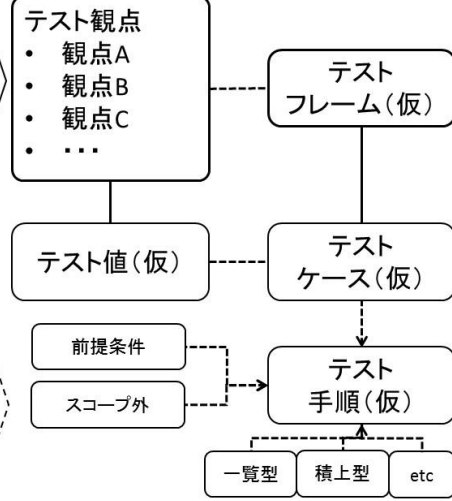 テスト観点
• 観点A
• 観点B
• 観点C
• ・・・
テスト
フレーム(仮)
テスト値(仮)
テスト
ケース(仮)
前提条件
スコープ外
テスト
手順(仮)
一覧型
積上型
etc